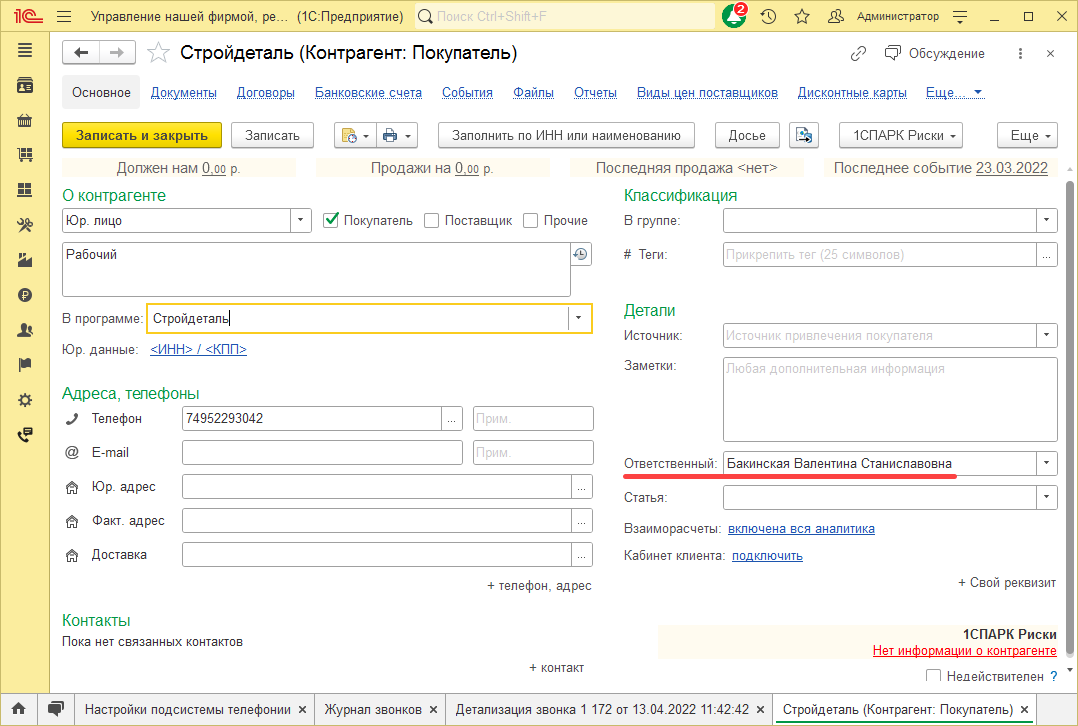 1С Управление нашей фирмой, ре... (1С:Предприятие) Поиск Ctrl+Shift+F 2 Администратор
Стройдеталь (Контрагент: Покупатель) Обсуждение
Основное Документы Договоры Банковские счета События Файлы Отчеты Виды цен поставщиков Дисконтные карты Еще...
Записать и закрыть Записать Заполнить по ИНН или наименованию Досье 1СПАРК Риски Еще
Должен нам 0,00 р. Продажи на 0,00 р. Последняя продажа <нет> Последнее событие 23.03.2022
О контрагенте
Юр. лицо Покупатель Поставщик Прочие
Рабочий
В программе: Стройдеталь
Юр. данные: <ИНН> / <КПП>
Адреса, телефоны
Телефон 74952293042 ... Прим.
@ E-mail Прим.
Юр. адрес ...
Факт. адрес ...
Доставка ...
+ телефон, адрес
Контакты
Пока нет связанных контактов
+ контакт
Классификация
В группе:
# Теги: Прикрепить тег (25 символов) ...
Детали
Источник: Источник привлечения покупателя
Заметки: Любая дополнительная информация
Ответственный: Бакинская Валентина Станиславовна
Статья:
Взаиморасчеты: включена вся аналитика
Кабинет клиента: подключить
+ Свой реквизит
1СПАРК Риски
Нет информации о контрагенте
Недействителен ?
Настройки подсистемы телефонии × Журнал звонков × Детализация звонка 1 172 от 13.04.2022 11:42:42 × Стройдеталь (Контрагент: Покупатель) ×